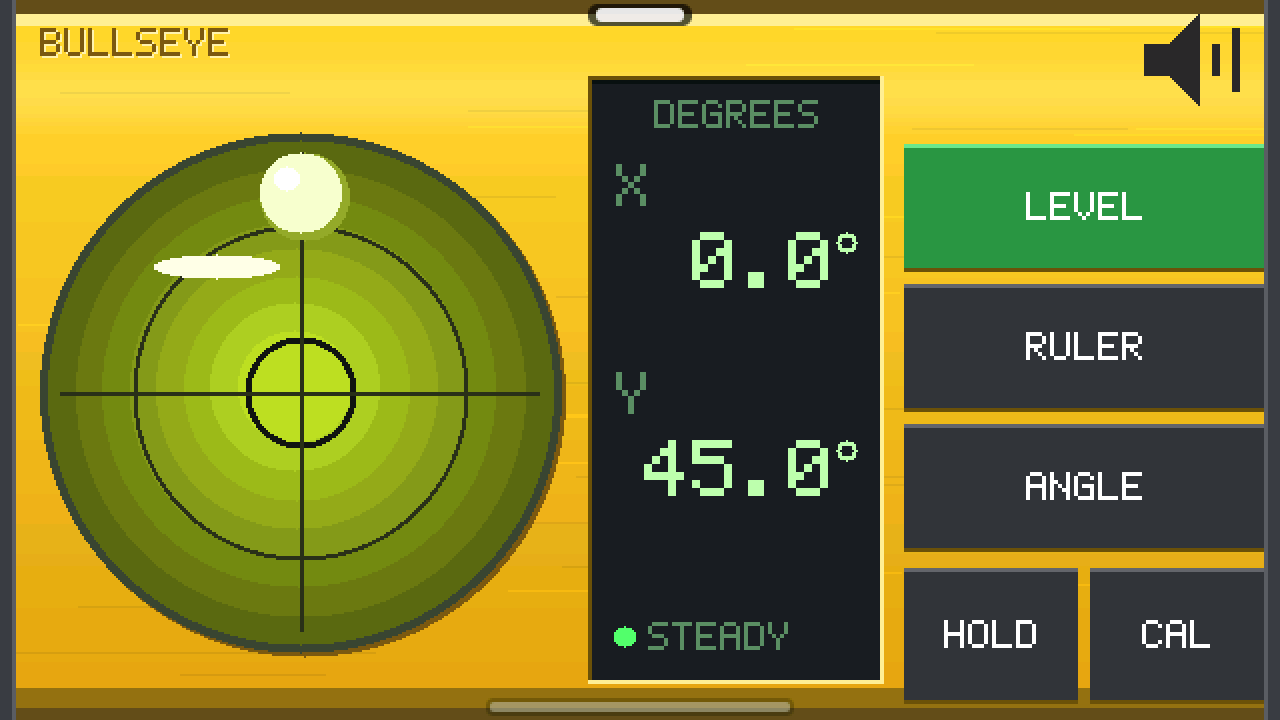 BULLSEYE
DEGREES
X
0.0°
Y
45.0°
STEADY
LEVEL
RULER
ANGLE
HOLD
CAL